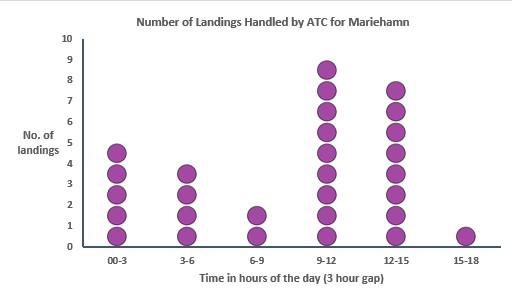 Number of Landings Handled by ATC for Mariehamn
10
9
8
7
6
5
4
3
2
1
0
No. of
landings
00-3 3-6 6-9 9-12 12-15 15-18
Time in hours of the day (3 hour gap)